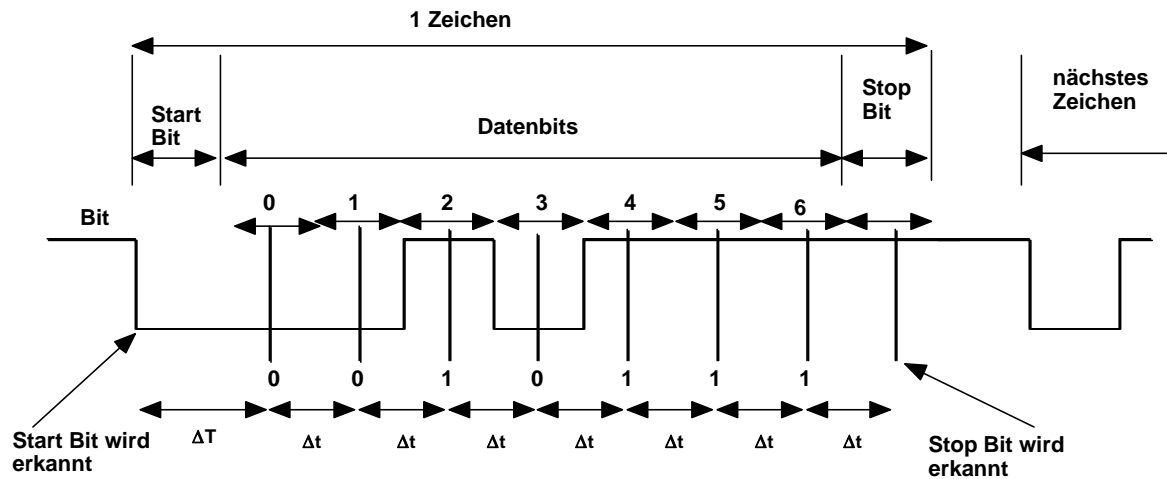 1 Zeichen
Start
Bit
Datenbits
Stop
Bit
nächstes
Zeichen
Bit
0 1 2 3 4 5 6
0 0 1 0 1 1 1
ΔT Δt Δt Δt Δt Δt Δt Δt
Start Bit wird
erkannt
Stop Bit wird
erkannt